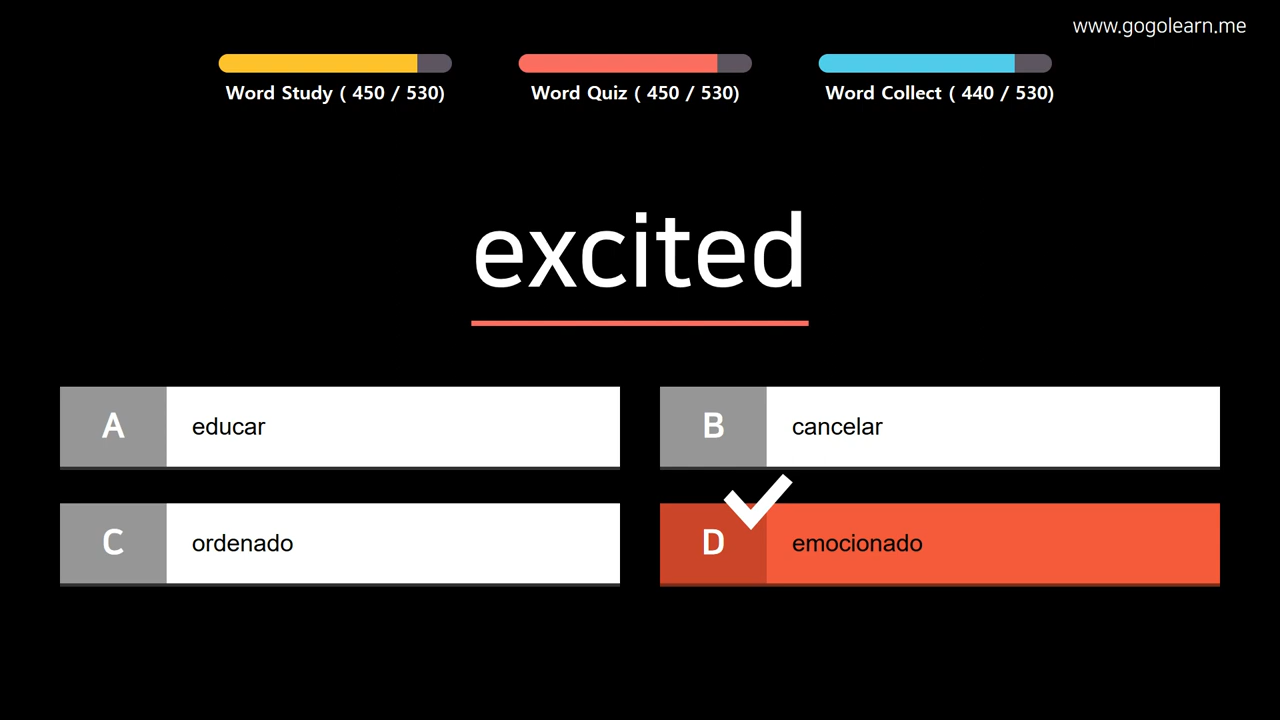 www.gogolearn.me
Word Study ( 450 / 530)
Word Quiz ( 450 / 530)
Word Collect ( 440 / 530)
excited
A educar
B cancelar
C ordenado
D emocionado